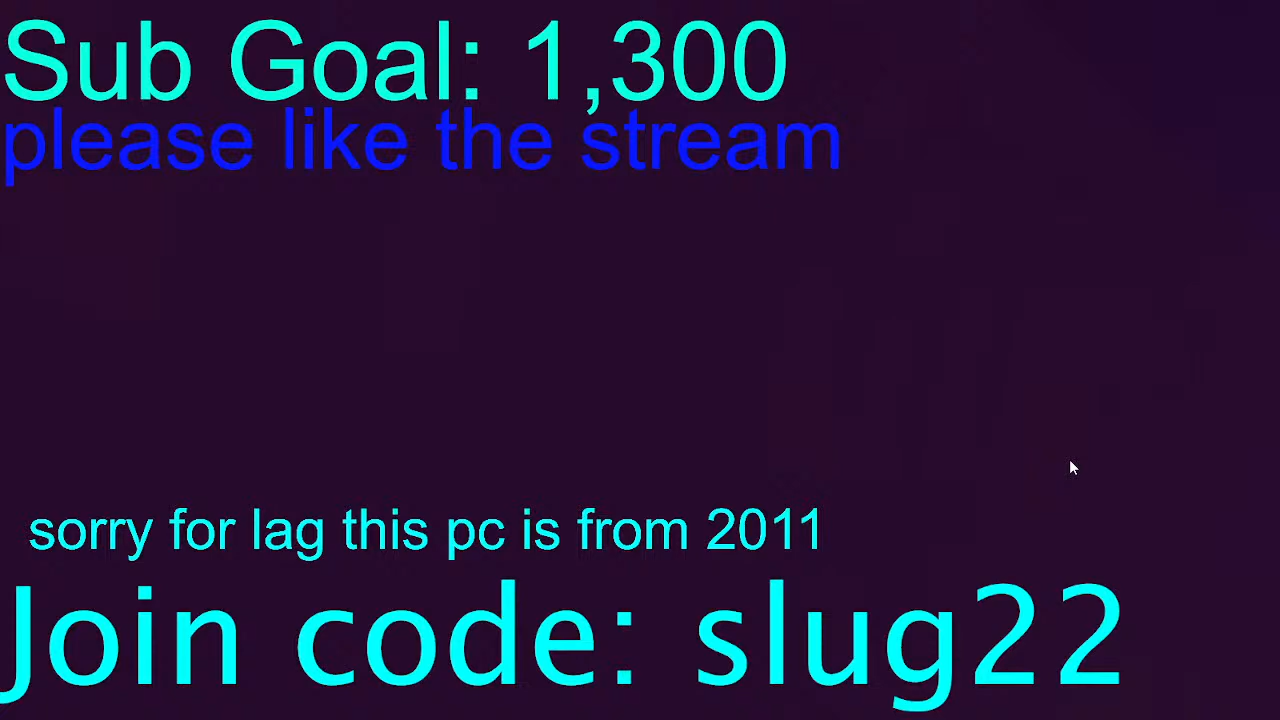 Sub Goal: 1,300
please like the stream
sorry for lag this pc is from 2011
Join code: slug22